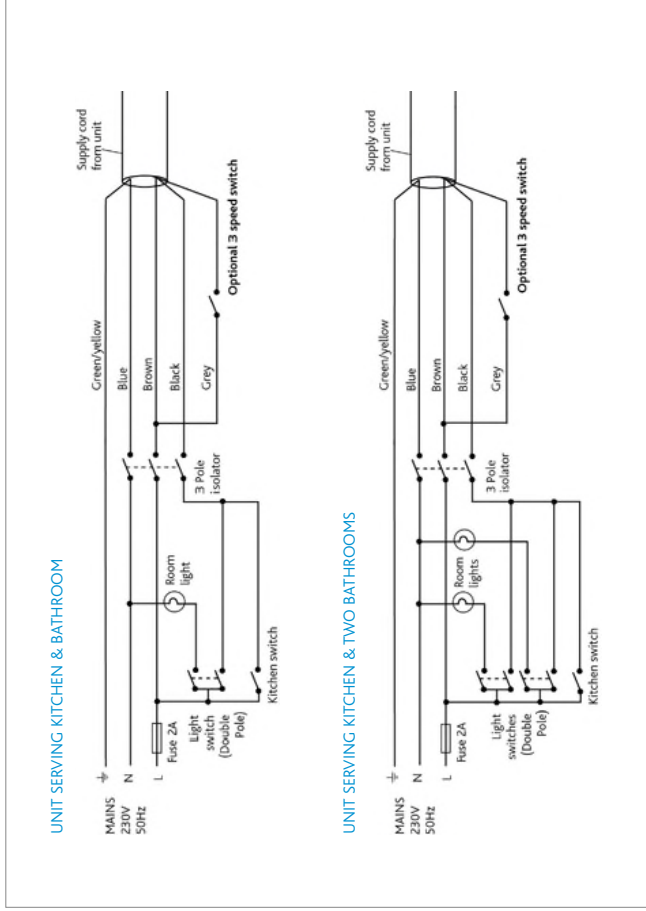 UNIT SERVING KITCHEN & BATHROOM
MAINS
230V
50Hz
N
L
Fuse 2A
Light
switch
(Double
Pole)
Kitchen switch
Room
light
3 Pole
isolator
Green/yellow
Blue
Brown
Black
Grey
Optional 3 speed switch
Supply cord
from unit
UNIT SERVING KITCHEN & TWO BATHROOMS
MAINS
230V
50Hz
N
L
Fuse 2A
Light
switches
(Double
Pole)
Kitchen switch
Room
lights
3 Pole
isolator
Green/yellow
Blue
Brown
Black
Grey
Optional 3 speed switch
Supply cord
from unit